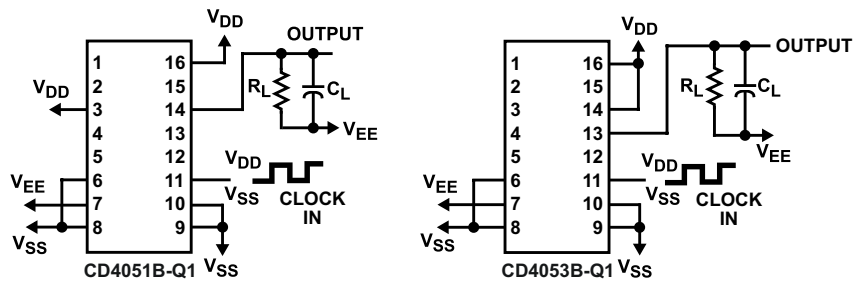 VDD
OUTPUT
1 16
2 15
VDD
3 14
RL CL
4 13
VEE
5 12
VDD
6 11
VSS
CLOCK
IN
VEE
7 10
8 9
VSS
VSS
CD4051B-Q1
VDD
OUTPUT
1 16
2 15
3 14
RL CL
4 13
VEE
5 12
VDD
6 11
VSS
CLOCK
IN
VEE
7 10
8 9
VSS
VSS
CD4053B-Q1